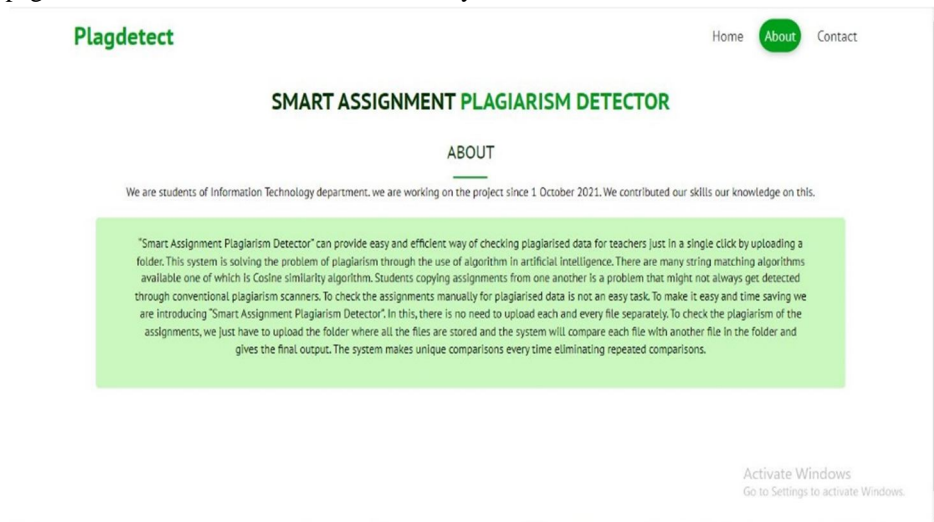 Plagdetect
Home About Contact
SMART ASSIGNMENT PLAGIARISM DETECTOR
ABOUT
We are students of Information Technology department. we are working on the project since 1 October 2021. We contributed our skills our knowledge on this.
"Smart Assignment Plagiarism Detector" can provide easy and efficient way of checking plagiarised data for teachers just in a single click by uploading a
folder. This system is solving the problem of plagiarism through the use of algorithm in artificial intelligence. There are many string matching algorithms
available one of which is Cosine similarity algorithm. Students copying assignments from one another is a problem that might not always get detected
through conventional plagiarism scanners. To check the assignments manually for plagiarised data is not an easy task. To make it easy and time saving we
are introducing "Smart Assignment Plagiarism Detector". In this, there is no need to upload each and every file separately. To check the plagiarism of the
assignments, we just have to upload the folder where all the files are stored and the system will compare each file with another file in the folder and
gives the final output. The system makes unique comparisons every time eliminating repeated comparisons.
Activate Windows
Go to Settings to activate Windows.